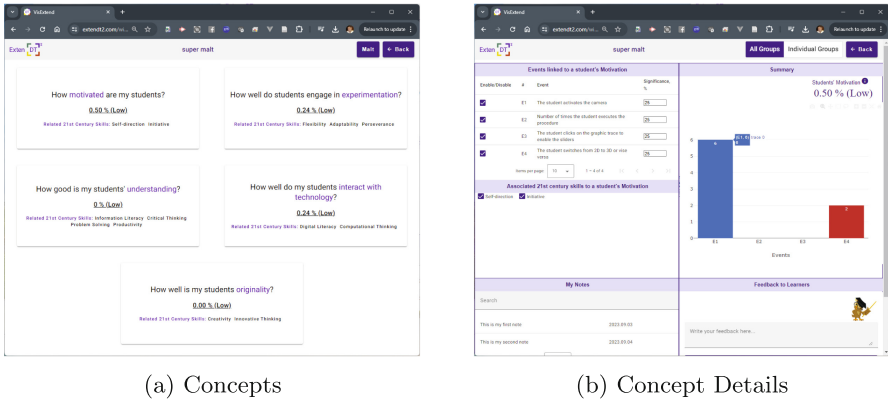 VisExtend
extendt2.com/vi...
Relaunch to update
Exten DT²
super malt
Malt
← Back
How motivated are my students?
0.50 % (Low)
Related 21st Century Skills: Self-direction Initiative
How well do students engage in experimentation?
0.24 % (Low)
Related 21st Century Skills: Flexibility Adaptability Perseverance
How good is my students' understanding?
0 % (Low)
Related 21st Century Skills: Information Literacy Critical Thinking
Problem Solving Productivity
How well do my students interact with
technology?
0.24 % (Low)
Related 21st Century Skills: Digital Literacy Computational Thinking
How well is my students originality?
0.00 % (Low)
Related 21st Century Skills: Creativity Innovative Thinking
(a) Concepts
VisExtend
extendt2.com/vi...
Relaunch to update
Exten DT²
super malt
All Groups
Individual Groups
← Back
Events linked to a student's Motivation
Enable/Disable # Event Significance,
%
E1 The student activates the camera 25
E2 Number of times the student executes the
procedure 25
E3 The student clicks on the graphic trace to
enable the sliders 25
E4 The student switches from 2D to 3D or vise
versa 25
Items per page 10 1 – 4 of 4
Associated 21st century skills to a student's Motivation
Self-direction Initiative
Summary
Students' Motivation
0.50 % (Low)
6
5
4
3
2
1
0
6
2
E1 E2 E3 E4
Events
My Notes
Search
This is my first note 2023-09-03
This is my second note 2023-09-04
Feedback to Learners
Write your feedback here...
(b) Concept Details